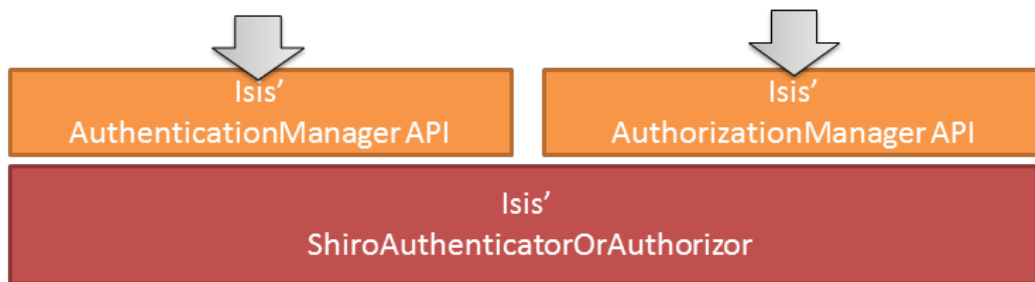 Isis’
AuthenticationManager API
Isis’
AuthorizationManager API
Isis’
ShiroAuthenticatorOrAuthorizor